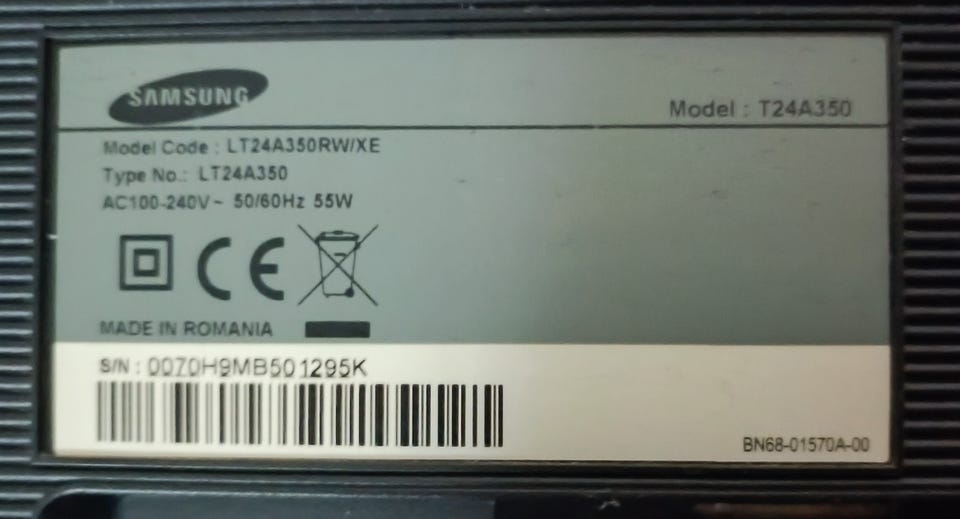 SAMSUNG
Model : T24A350
Model Code : LT24A350RW/XE
Type No.: LT24A350
AC100-240V~ 50/60Hz 55W
CE
MADE IN ROMANIA
S/N : 0070H9MB501295K
BN68-01570A-00